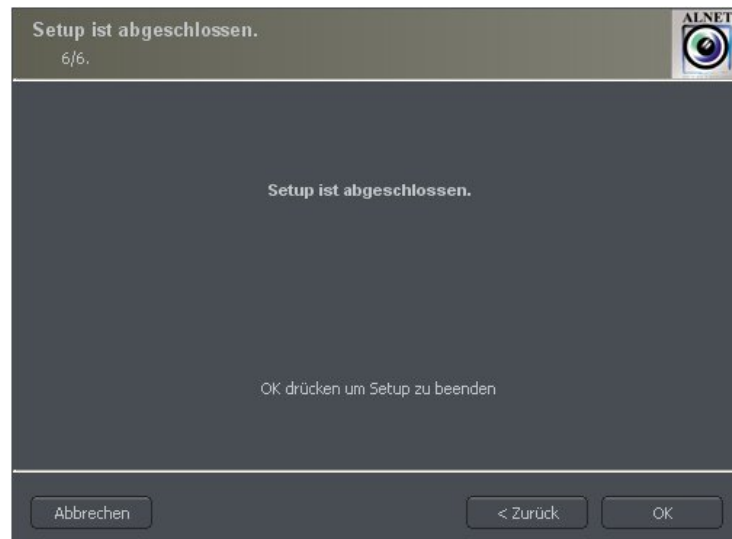 Setup ist abgeschlossen.
6/6.
ALNET
Setup ist abgeschlossen.
OK drücken um Setup zu beenden
Abbrechen
< Zurück
OK